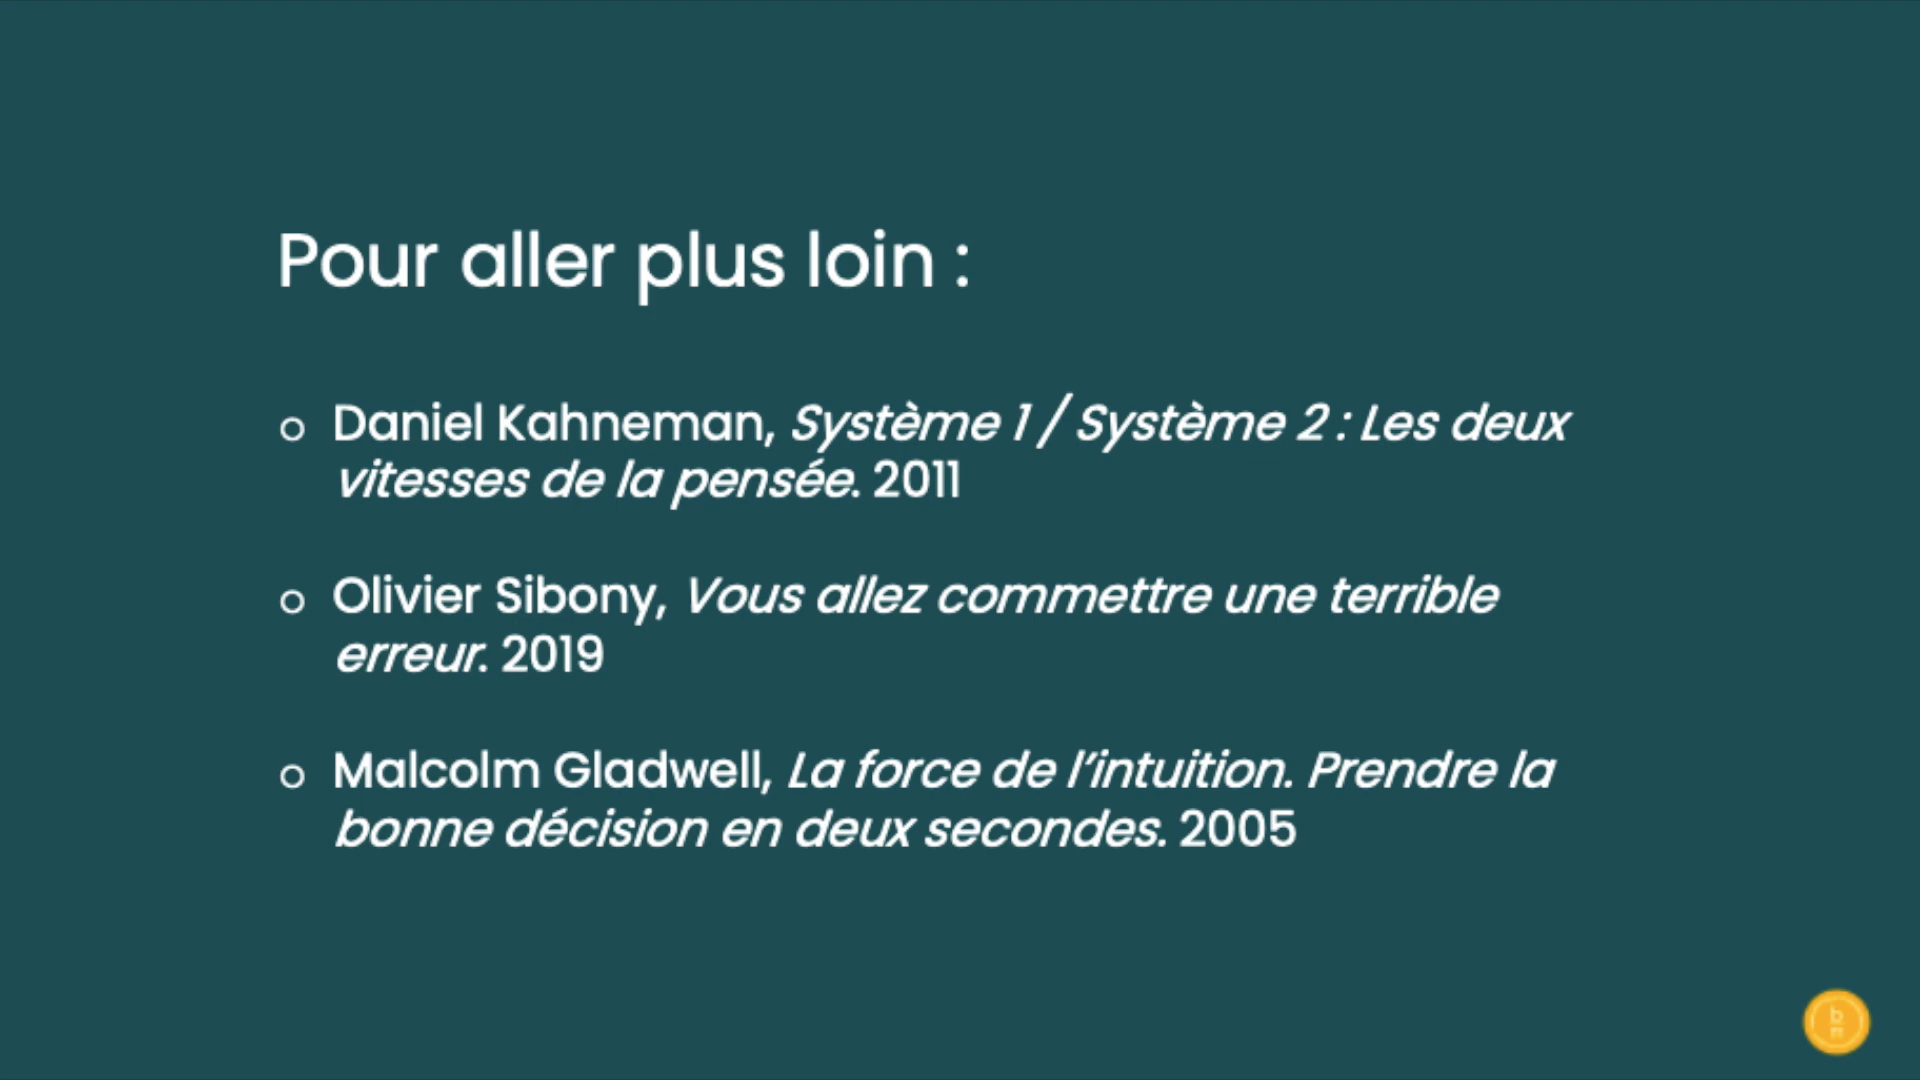 Pour aller plus loin :
Daniel Kahneman, Système 1 / Système 2 : Les deux
vitesses de la pensée. 2011
Olivier Sibony, Vous allez commettre une terrible
erreur. 2019
Malcolm Gladwell, La force de l’intuition. Prendre la
bonne décision en deux secondes. 2005
b
n